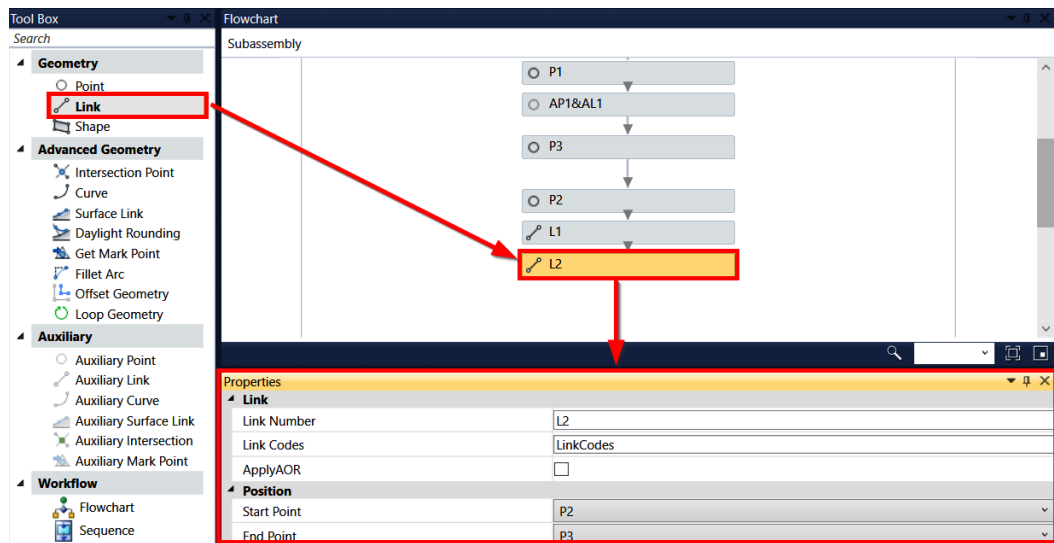 Tool Box
Search
Geometry
Point
Link
Shape
Advanced Geometry
Intersection Point
Curve
Surface Link
Daylight Rounding
Get Mark Point
Fillet Arc
Offset Geometry
Loop Geometry
Auxiliary
Auxiliary Point
Auxiliary Link
Auxiliary Curve
Auxiliary Surface Link
Auxiliary Intersection
Auxiliary Mark Point
Workflow
Flowchart
Sequence
Flowchart
Subassembly
P1
AP1&AL1
P3
P2
L1
L2
Properties
Link
Link Number L2
Link Codes LinkCodes
ApplyAOR
Position
Start Point P2
End Point P3